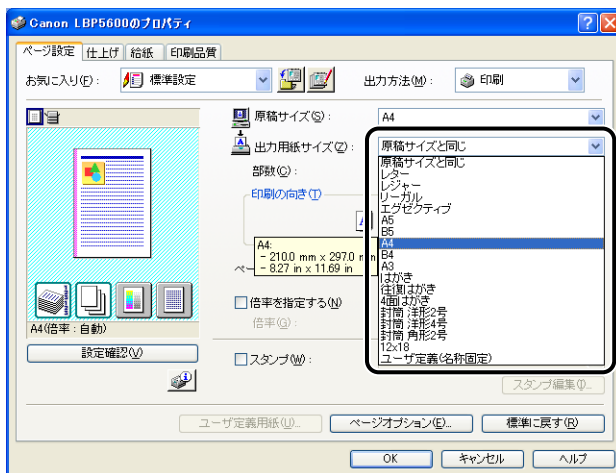 Canon LBP5600のプロパティ
ページ設定 仕上げ 給紙 印刷品質
お気に入り(F): 標準設定 出力方法(M): 印刷
原稿サイズ(S): A4
出力用紙サイズ(Z): 原稿サイズと同じ
部数(C):
印刷の向き(T)
A
原稿サイズと同じ
レター
レジャー
リーガル
エグゼクティブ
A5
B5
A4
B4
A3
はがき
往復はがき
4面はがき
封筒 洋形2号
封筒 洋形4号
封筒 角形2号
12x18
ユーザ定義(名称固定)
A4:
- 210.0 mm x 297.0 mm
- 8.27 in x 11.69 in
倍率を指定する(N)
倍率(G):
A4(倍率：自動)
設定確認(V)
スタンプ(W):
スタンプ編集(I)...
ユーザ定義用紙(U)... ページオプション(E)... 標準に戻す(R)
OK キャンセル ヘルプ